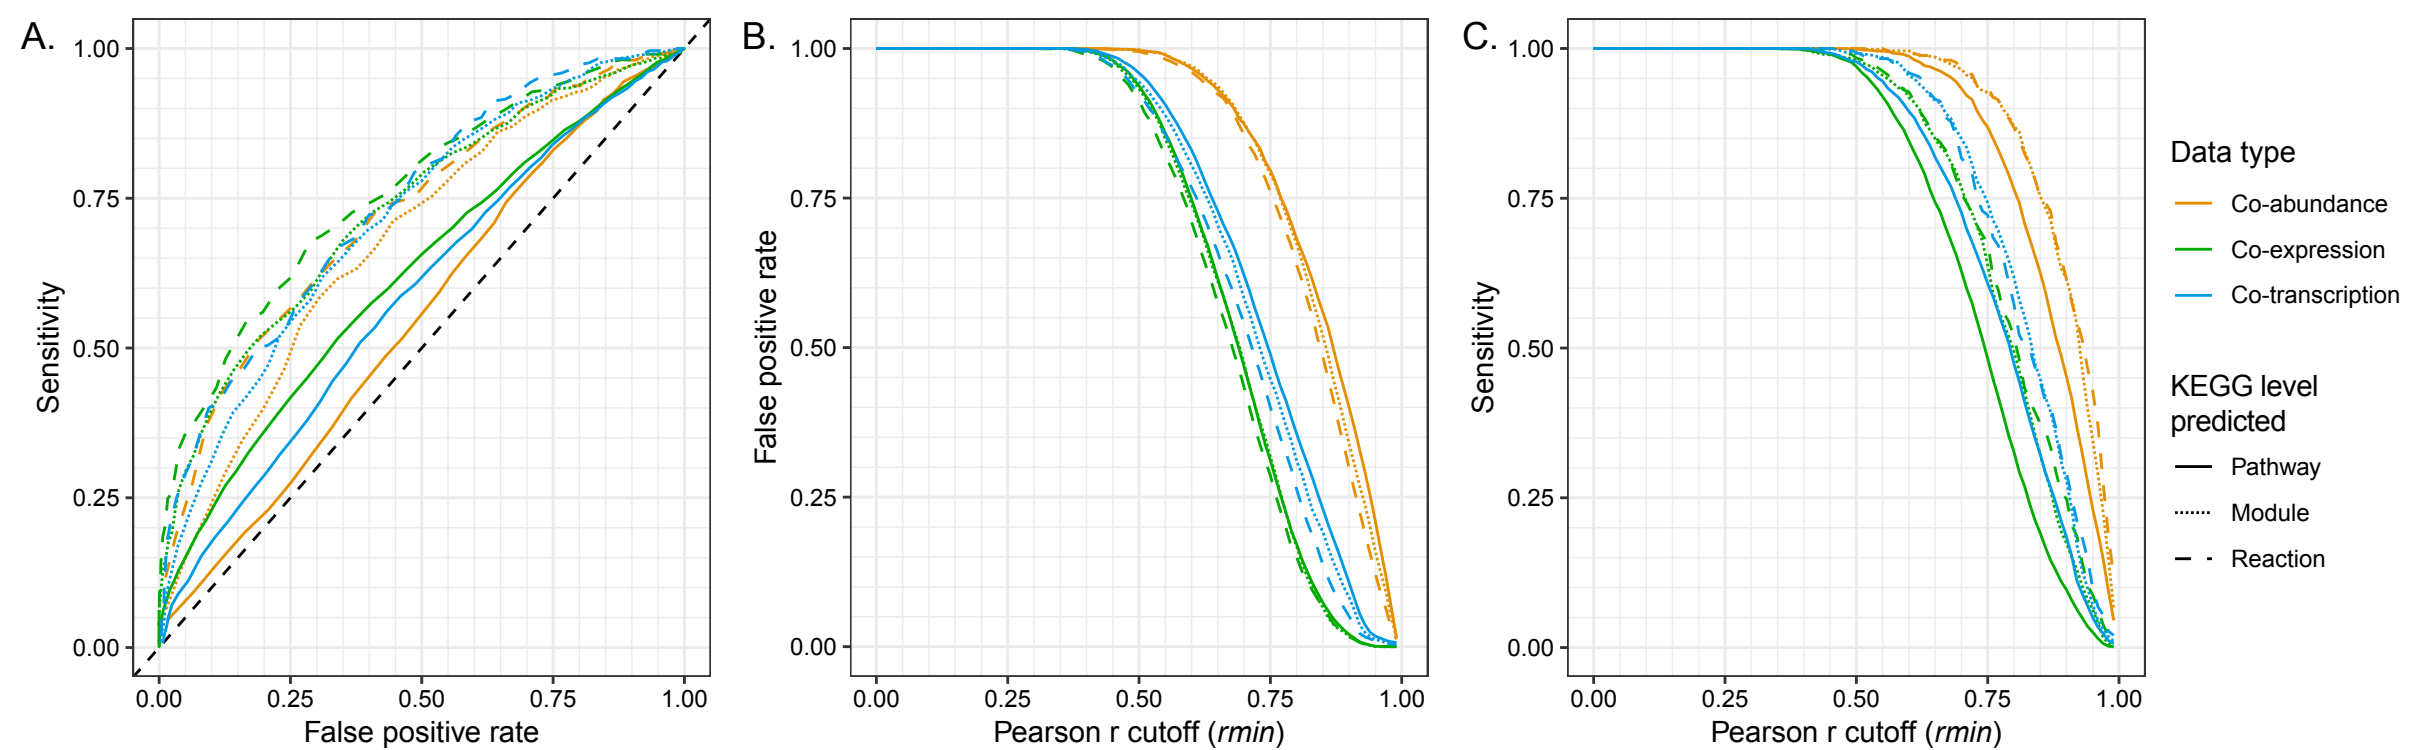 A.
1.00
0.75
0.50
0.25
0.00
Sensitivity
0.00 0.25 0.50 0.75 1.00
False positive rate
B.
1.00
0.75
0.50
0.25
0.00
False positive rate
0.00 0.25 0.50 0.75 1.00
Pearson r cutoff (rmin)
C.
1.00
0.75
0.50
0.25
0.00
Sensitivity
0.00 0.25 0.50 0.75 1.00
Pearson r cutoff (rmin)
Data type
Co-abundance
Co-expression
Co-transcription
KEGG level
predicted
Pathway
Module
Reaction